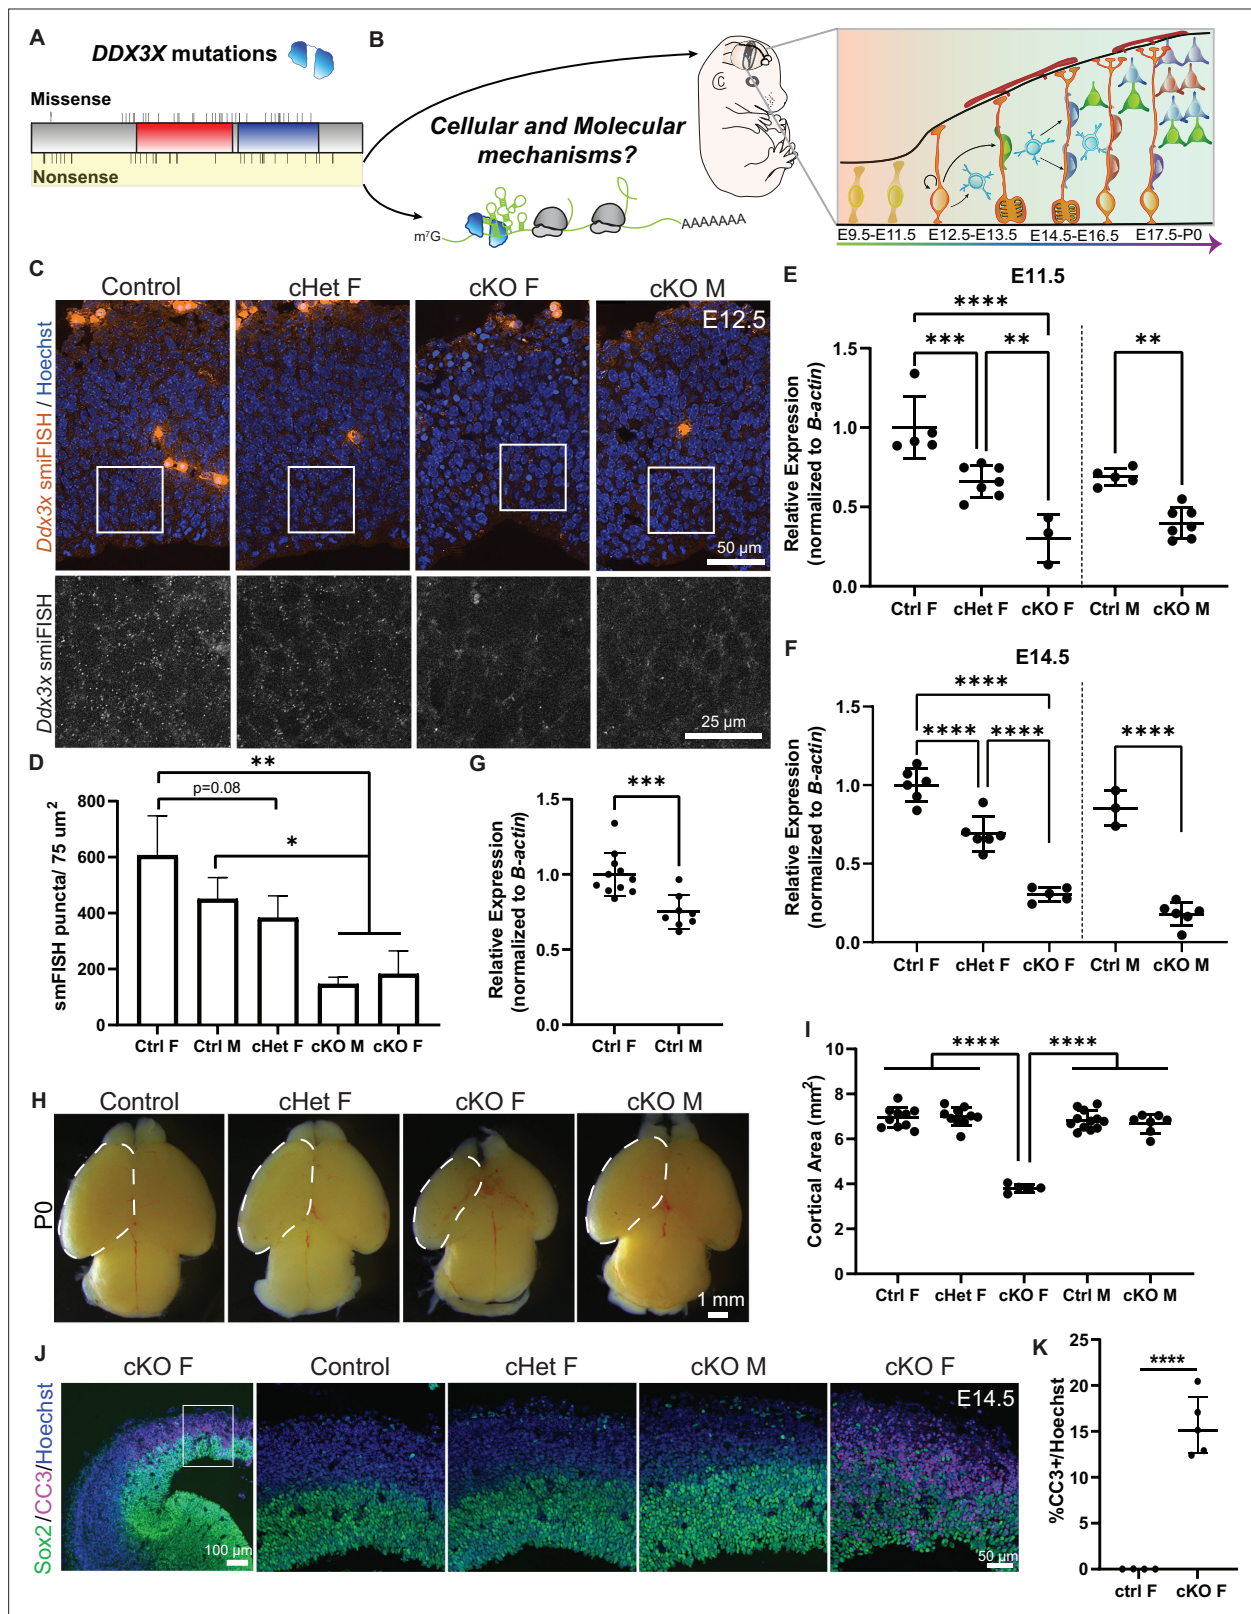 A
DDX3X mutations
Missense
Nonsense
B
Cellular and Molecular
mechanisms?
m⁷G
AAAAAAA
E9.5-E11.5
E12.5-E13.5
E14.5-E16.5
E17.5-P0
C
Control
cHet F
cKO F
cKO M
E12.5
Ddx3x smiFISH / Hoechst
50 µm
Ddx3x smiFISH
25 µm
D
smFISH puncta/ 75 um²
800
600
400
200
0
**
p=0.08
*
Ctrl F
Ctrl M
cHet F
cKO M
cKO F
E
E11.5
Relative Expression
(normalized to B-actin)
1.5
1.0
0.5
0.0
****
***
**
**
Ctrl F
cHet F
cKO F
Ctrl M
cKO M
F
E14.5
Relative Expression
(normalized to B-actin)
1.5
1.0
0.5
0.0
****
****
****
****
Ctrl F
cHet F
cKO F
Ctrl M
cKO M
G
Relative Expression
(normalized to B-actin)
1.5
1.0
0.5
0.0
***
Ctrl F
Ctrl M
H
Control
cHet F
cKO F
cKO M
P0
1 mm
I
Cortical Area (mm²)
10
8
6
4
2
0
****
****
Ctrl F
cHet F
cKO F
Ctrl M
cKO M
J
cKO F
Control
cHet F
cKO M
cKO F
E14.5
Sox2/CC3/Hoechst
100 µm
50 µm
K
%CC3+/Hoechst
25
20
15
10
5
0
****
ctrl F
cKO F